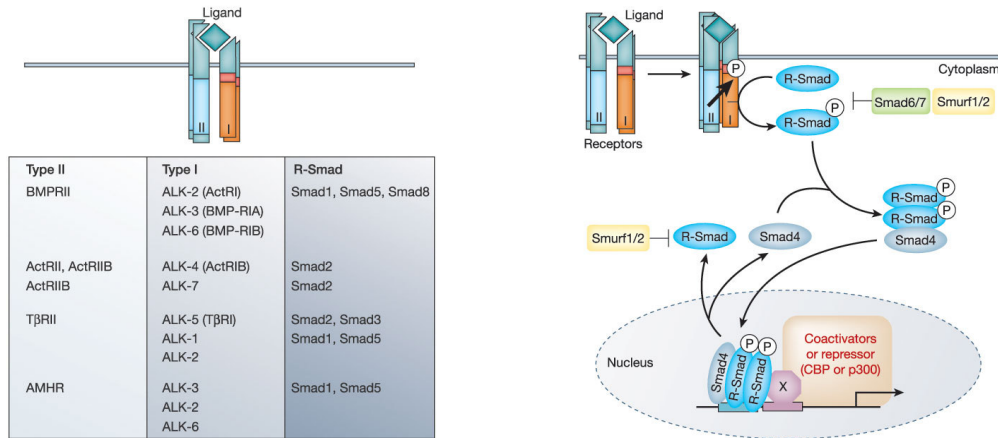 Ligand
II
I
Type II Type I R-Smad
BMPRII ALK-2 (ActRI) Smad1, Smad5, Smad8
ALK-3 (BMP-RIA)
ALK-6 (BMP-RIB)
ActRII, ActRIIB ALK-4 (ActRIB) Smad2
ActRIIB ALK-7 Smad2
TβRII ALK-5 (TβRI) Smad2, Smad3
ALK-1 Smad1, Smad5
ALK-2
AMHR ALK-3 Smad1, Smad5
ALK-2
ALK-6
Ligand
Cytoplasm
P
R-Smad
II
I
II
I
P
R-Smad
Smad6/7
Smurf1/2
Receptors
P
R-Smad
P
R-Smad
Smad4
Smurf1/2
R-Smad
Smad4
Nucleus
P
P
Smad4
R-Smad
R-Smad
X
Coactivators
or repressor
(CBP or p300)